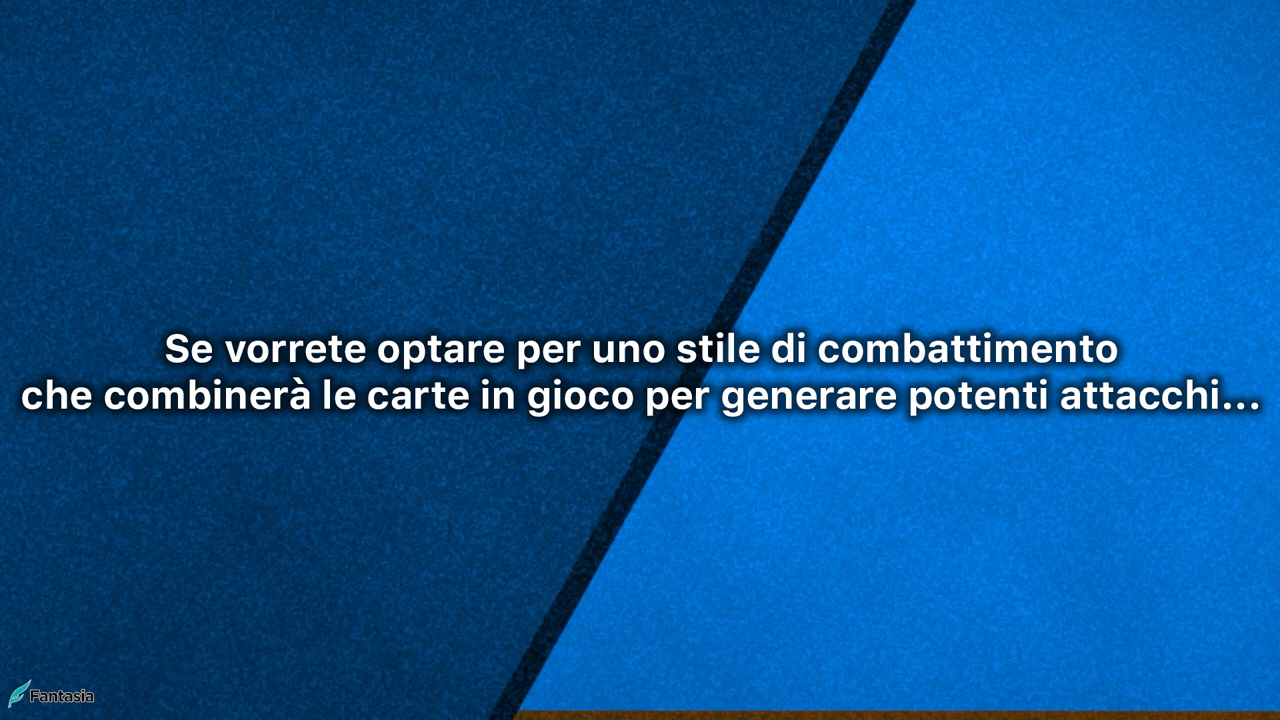 Se vorrete optare per uno stile di combattimento
che combinerà le carte in gioco per generare potenti attacchi...
Fantasia